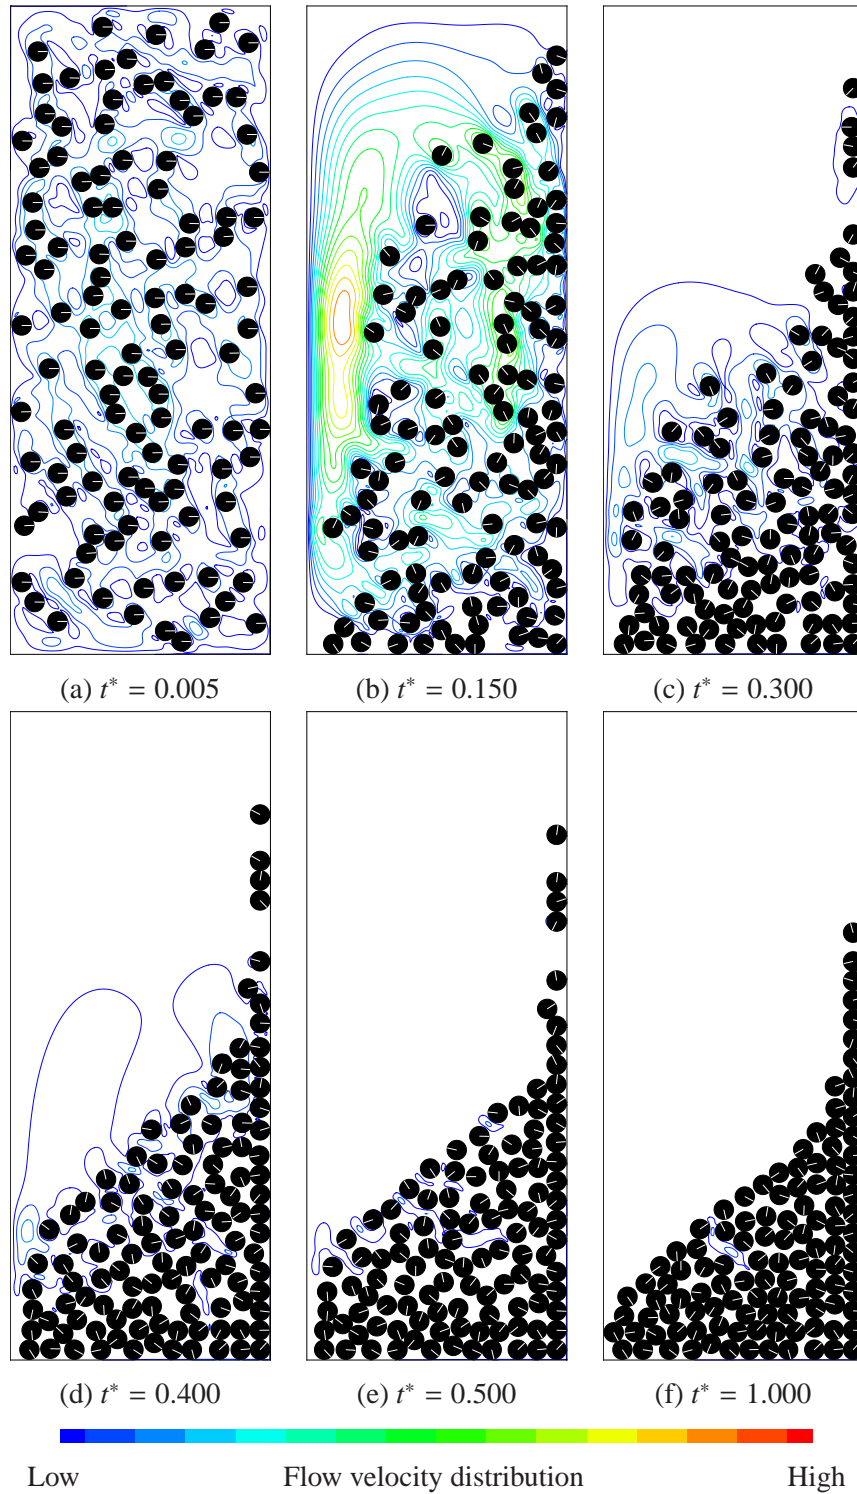 (a) t* = 0.005 (b) t* = 0.150 (c) t* = 0.300
(d) t* = 0.400 (e) t* = 0.500 (f) t* = 1.000
Low Flow velocity distribution High